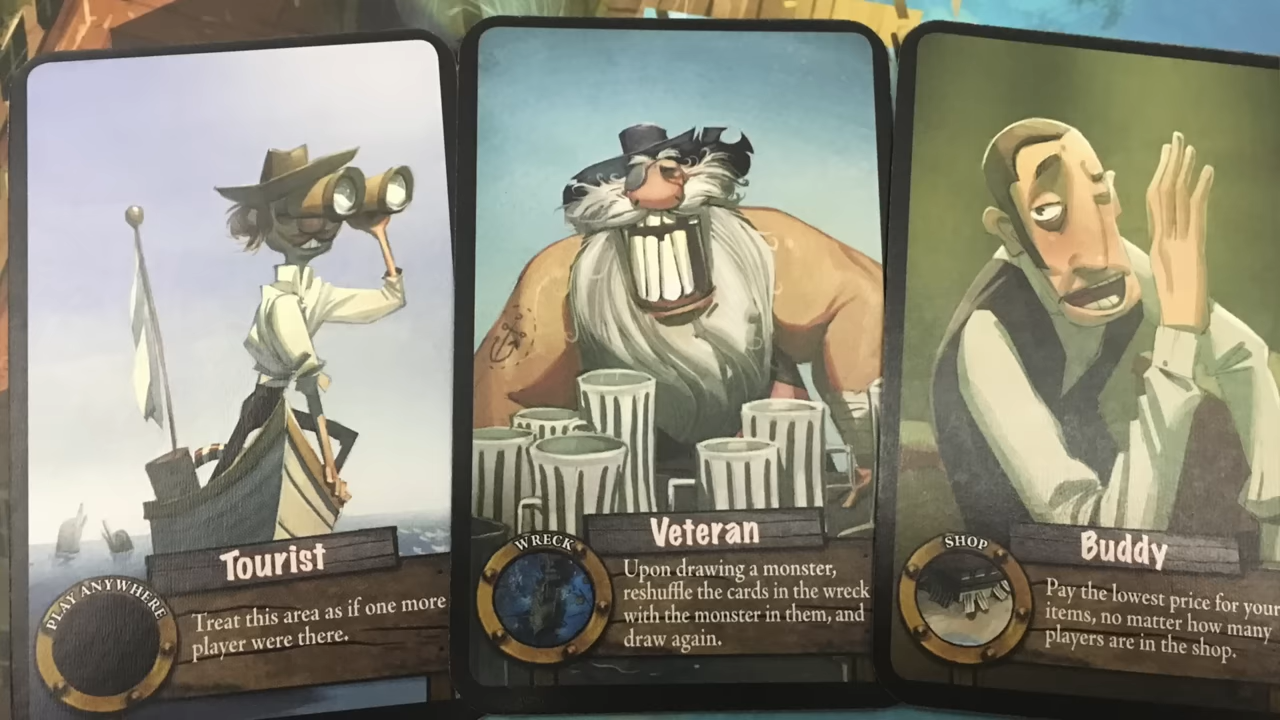 Tourist
PLAY ANYWHERE
Treat this area as if one more
player were there.
Veteran
WRECK
Upon drawing a monster,
reshuffle the cards in the wreck
with the monster in them, and
draw again.
Buddy
SHOP
Pay the lowest price for your
items, no matter how many
players are in the shop.